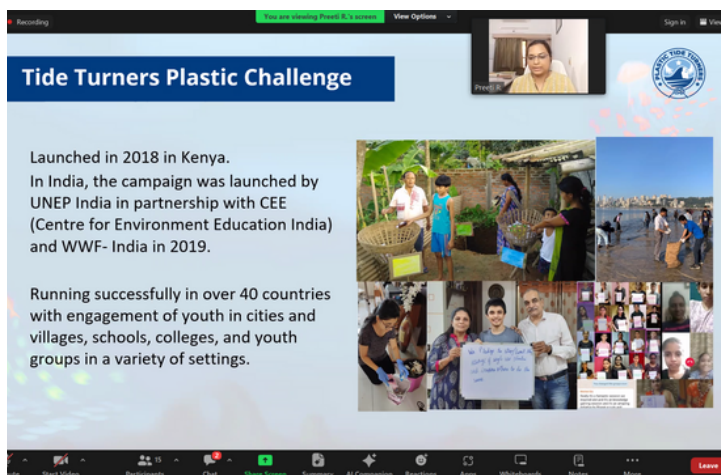 Recording
You are viewing Preeti R.'s screen
View Options
Sign in
View
Preeti R.
PLASTIC TIDE TURNERS
Tide Turners Plastic Challenge
Launched in 2018 in Kenya.
In India, the campaign was launched by
UNEP India in partnership with CEE
(Centre for Environment Education India)
and WWF- India in 2019.
Running successfully in over 40 countries
with engagement of youth in cities and
villages, schools, colleges, and youth
groups in a variety of settings.
Start Video
15
Participants
2
Chat
Share Screen
Summary
AI Companion
Reactions
Apps
Whiteboards
Notes
More
Leave